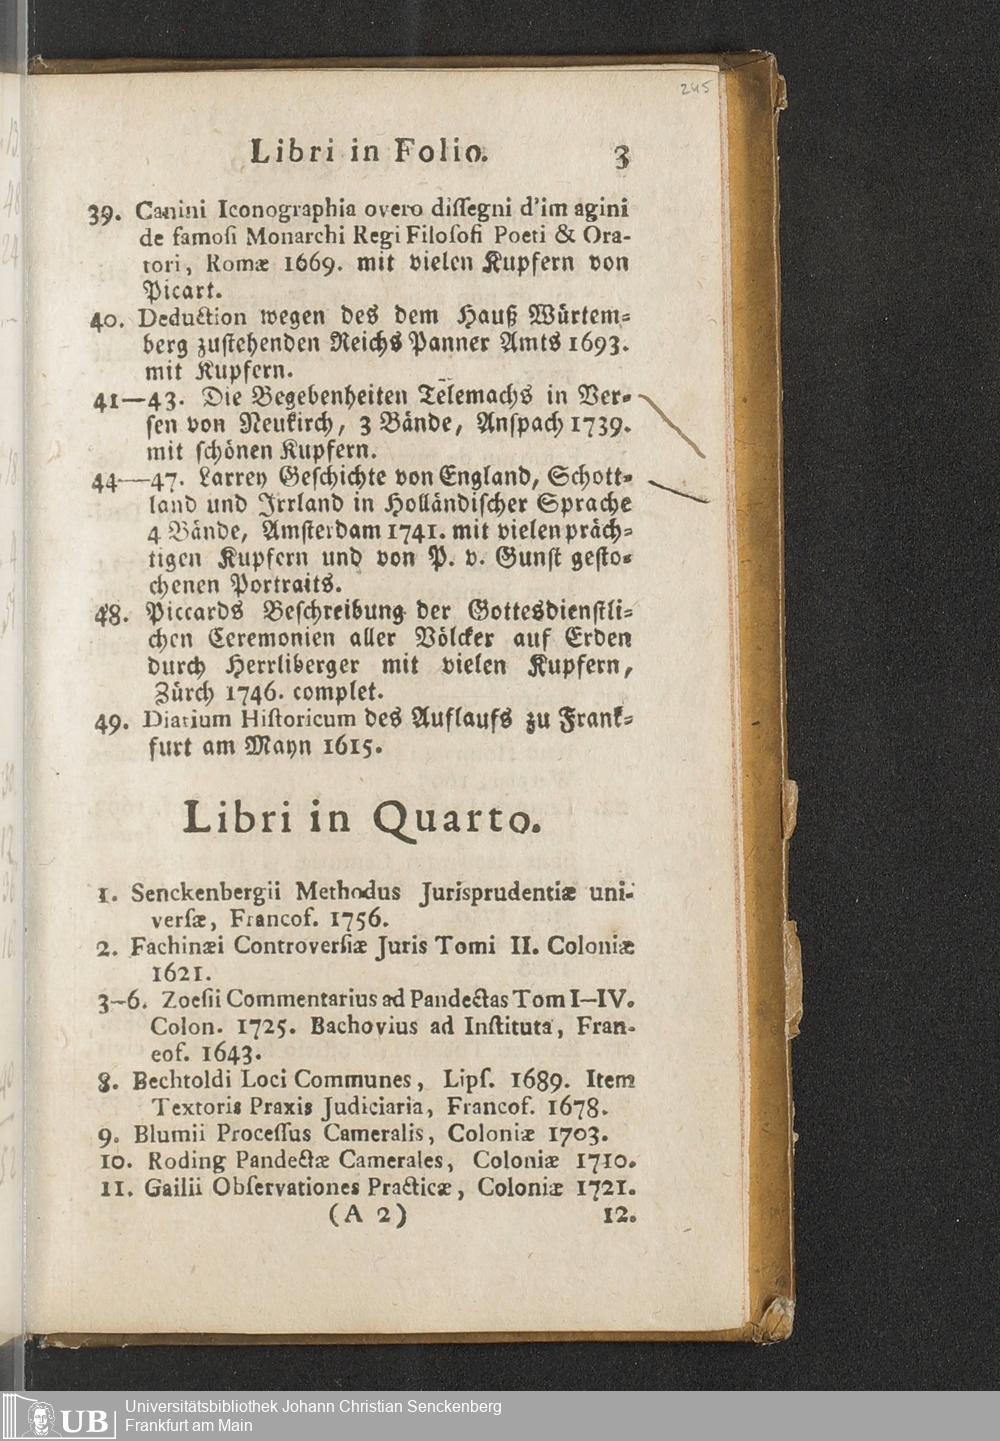 245
Libri in Folio. 3
39. Canini Iconographia overo diſſegni d'im agini
de famoſi Monarchi Regi Filoſofi Poeti & Ora-
tori, Romæ 1669. mit vielen Kupfern von
Picart.
40. Deduction wegen des dem Hauß Würtem-
berg zuſtehenden Reichs Panner Amts 1693.
mit Kupfern.
41—43. Die Begebenheiten Telemachs in Ver-
ſen von Neukirch, 3 Bände, Anſpach 1739.
mit ſchönen Kupfern.
44—47. Larrey Geſchichte von England, Schott-
land und Irrland in Holländiſcher Sprache
4 Bände, Amſterdam 1741. mit vielen präch-
tigen Kupfern und von P. v. Gunſt geſto-
chenen Portraits.
48. Piccards Beſchreibung der Gottesdienſtli-
chen Ceremonien aller Völcker auf Erden
durch Herrliberger mit vielen Kupfern,
Zürch 1746. complet.
49. Diarium Hiſtoricum des Auflaufs zu Frank-
furt am Mayn 1615.
Libri in Quarto.
1. Senckenbergii Methodus Jurisprudentiæ uni-
verſæ, Francof. 1756.
2. Fachinæi Controverſiæ Juris Tomi II. Coloniæ
1621.
3–6. Zoeſii Commentarius ad Pandectas Tom I–IV.
Colon. 1725. Bachovius ad Inſtituta, Fran-
eof. 1643.
8. Bechtoldi Loci Communes, Lipſ. 1689. Item
Textoris Praxis Judiciaria, Francof. 1678.
9. Blumii Proceſſus Cameralis, Coloniæ 1703.
10. Roding Pandectæ Camerales, Coloniæ 1710.
11. Gailii Obſervationes Practicæ, Coloniæ 1721.
(A 2) 12.
UB Universitätsbibliothek Johann Christian Senckenberg
Frankfurt am Main